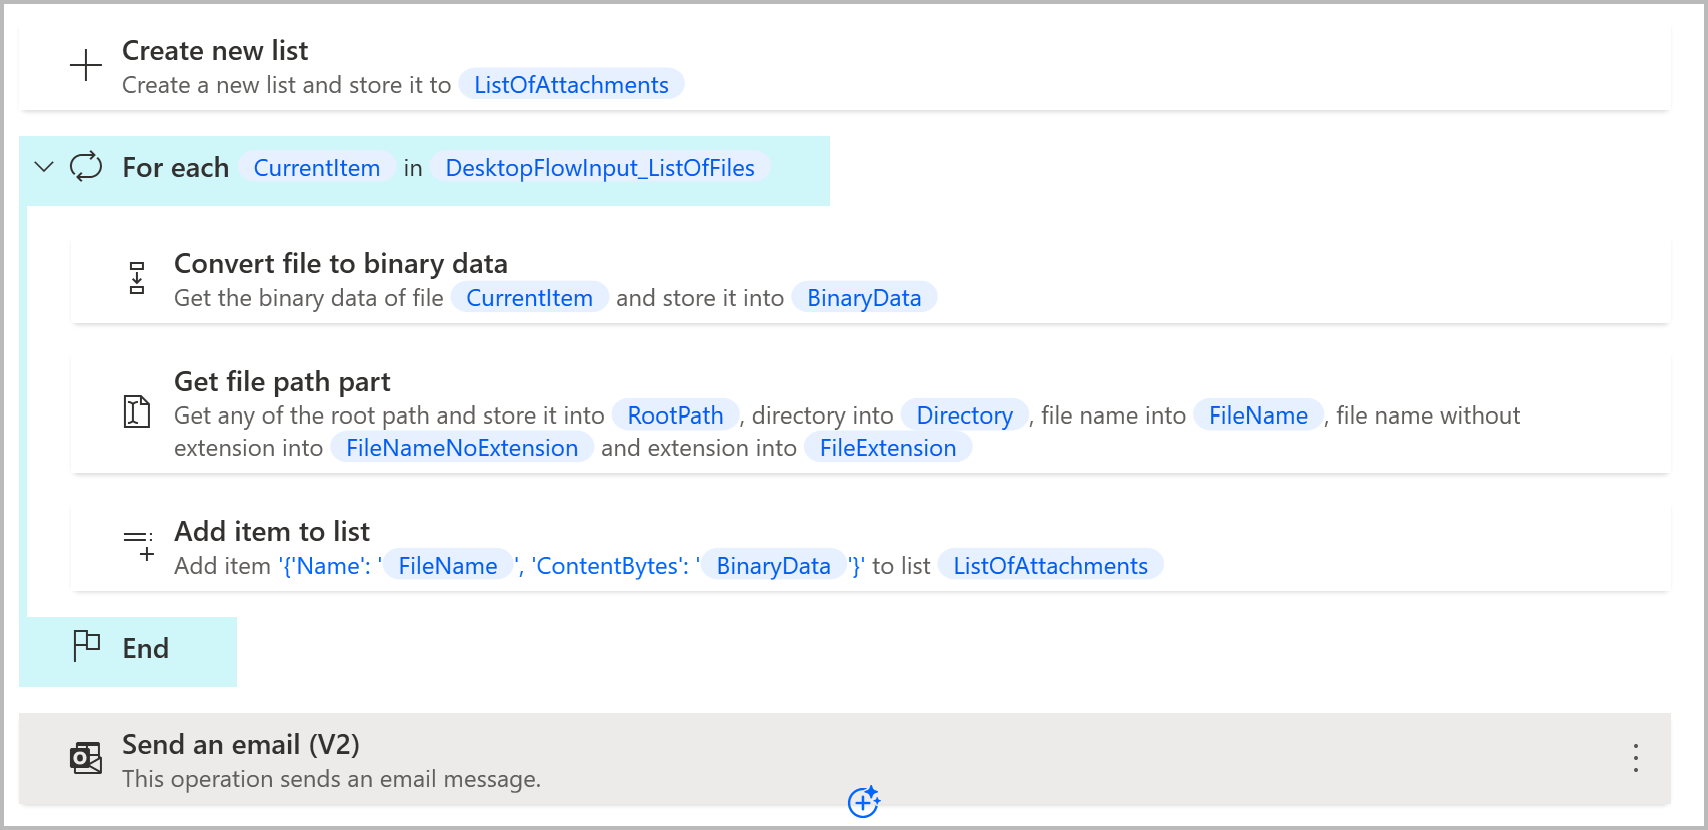 Create new list
Create a new list and store it to ListOfAttachments
For each CurrentItem in DesktopFlowInput_ListOfFiles
Convert file to binary data
Get the binary data of file CurrentItem and store it into BinaryData
Get file path part
Get any of the root path and store it into RootPath , directory into Directory , file name into FileName , file name without
extension into FileNameNoExtension and extension into FileExtension
Add item to list
Add item '{'Name': ' FileName ', 'ContentBytes': ' BinaryData '}' to list ListOfAttachments
End
Send an email (V2)
This operation sends an email message.